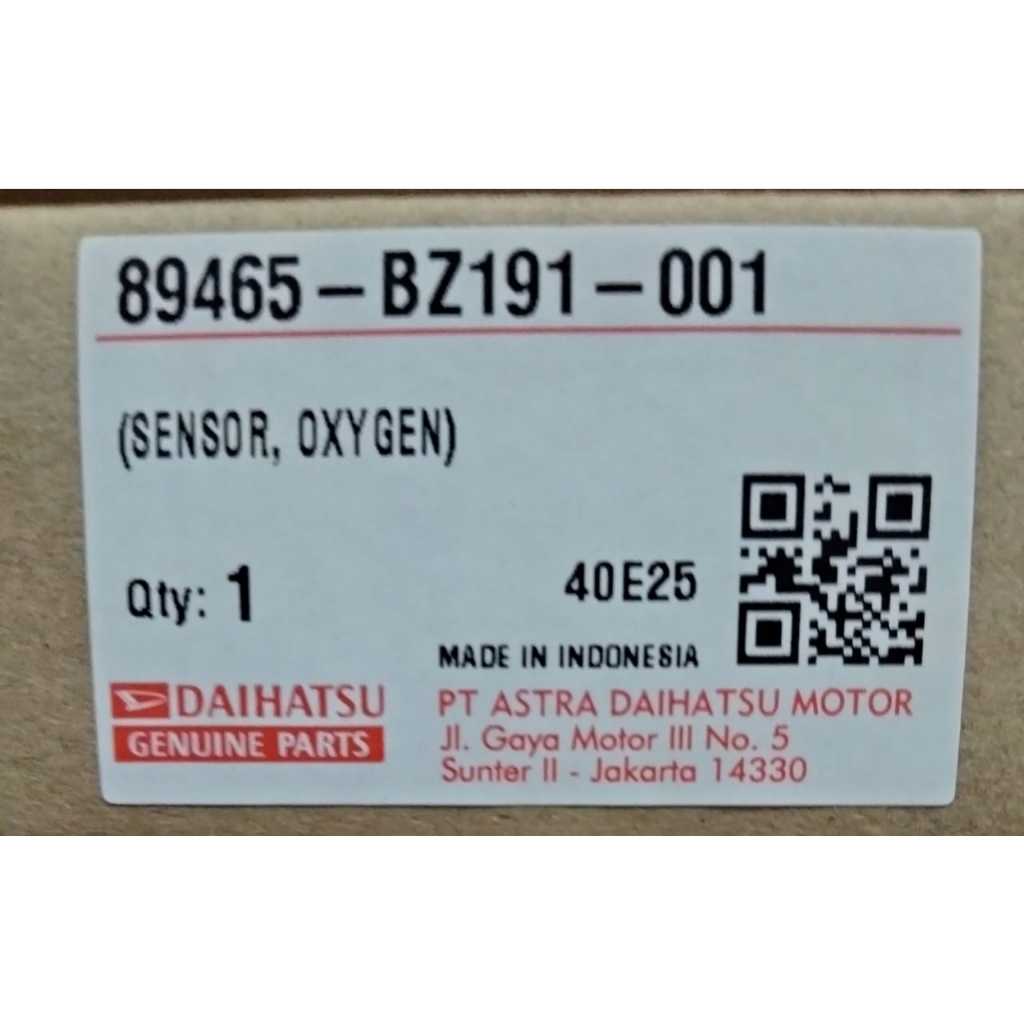 89465-BZ191-001
(SENSOR, OXYGEN)
Qty: 1
40E25
MADE IN INDONESIA
DAIHATSU
GENUINE PARTS
PT ASTRA DAIHATSU MOTOR
Jl. Gaya Motor III No. 5
Sunter II - Jakarta 14330